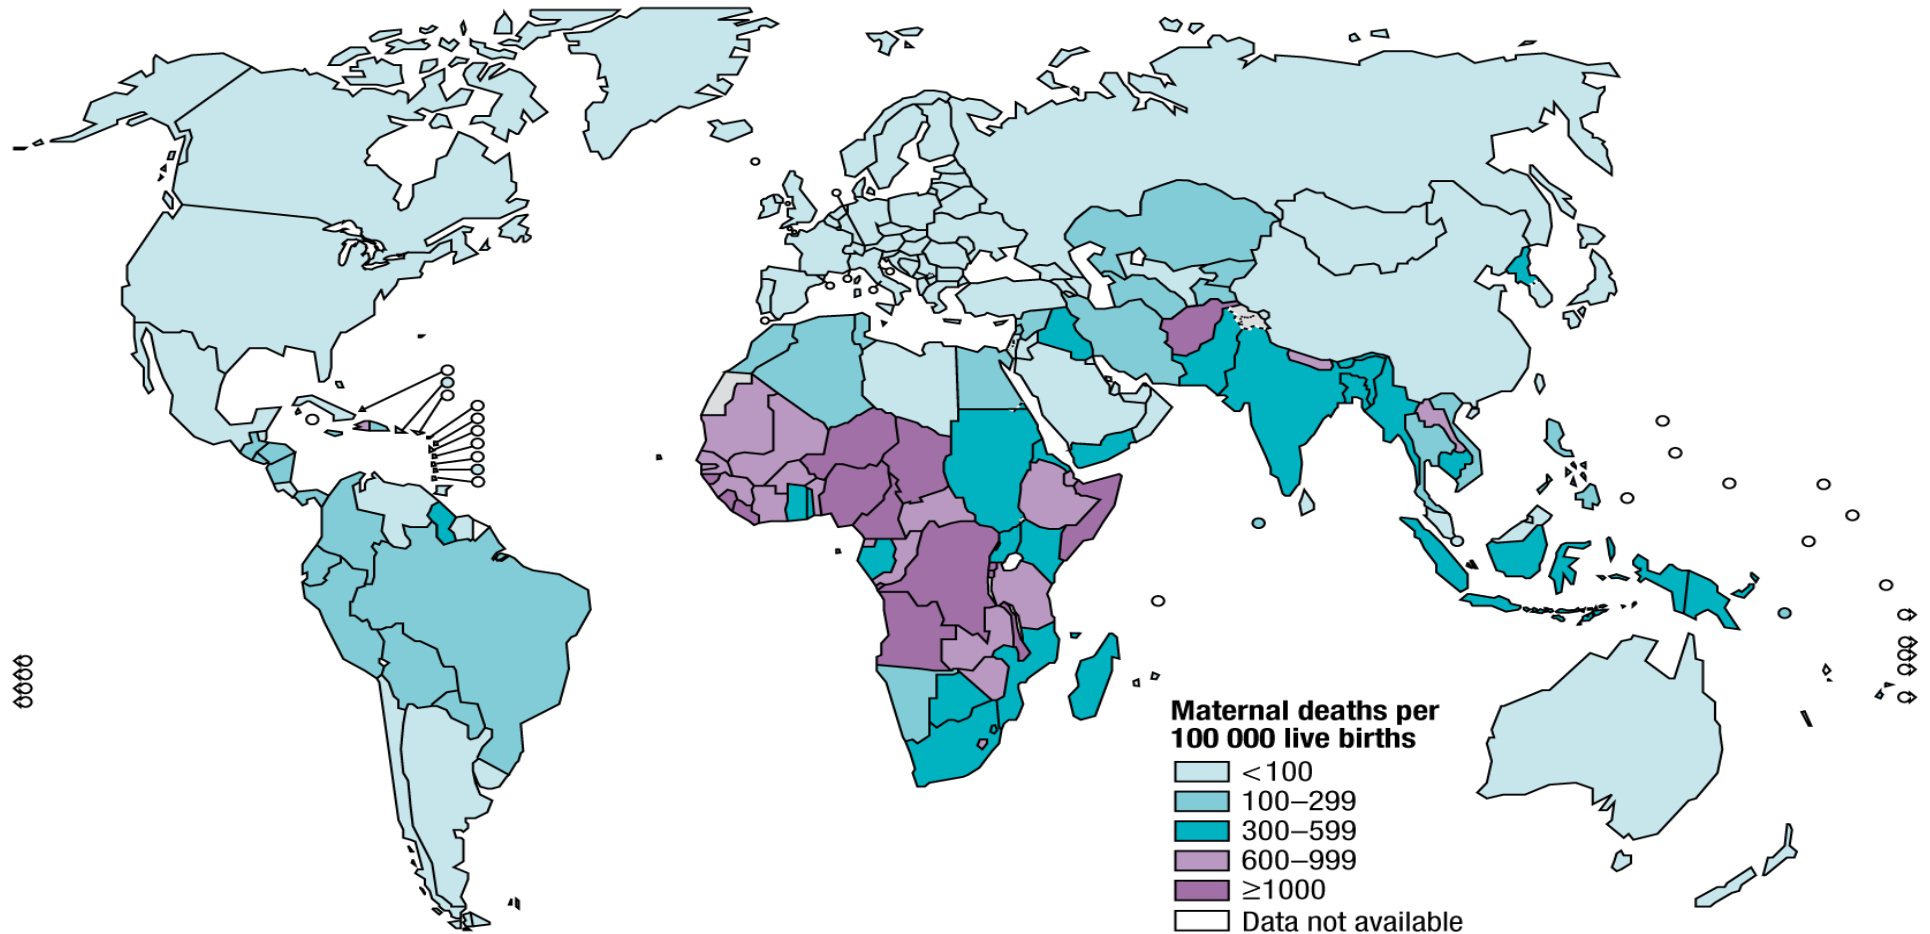 Maternal deaths per
100 000 live births
<100
100–299
300–599
600–999
≥1000
Data not available